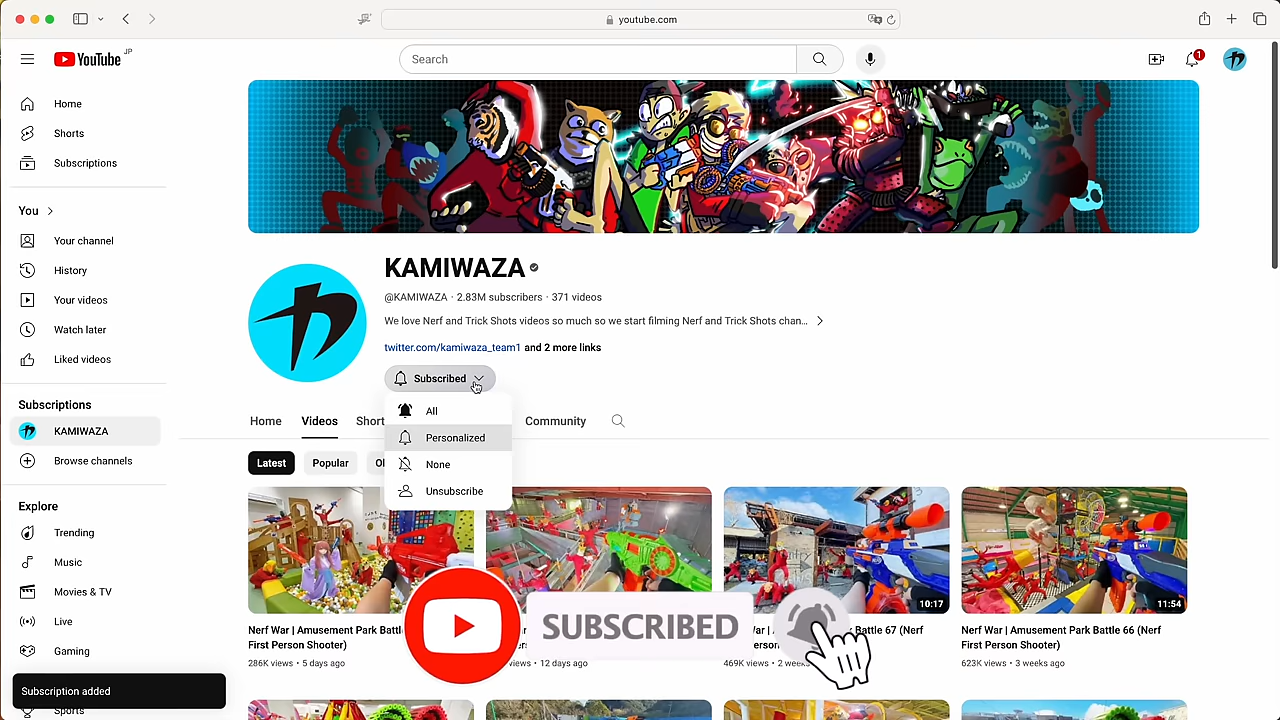 youtube.com
YouTube JP
Search
1
Home
Shorts
Subscriptions
You
Your channel
History
Your videos
Watch later
Liked videos
Subscriptions
KAMIWAZA
Browse channels
Explore
Trending
Music
Movies & TV
Live
Gaming
Sports
Subscription added
KAMIWAZA
@KAMIWAZA · 2.83M subscribers · 371 videos
We love Nerf and Trick Shots videos so much so we start filming Nerf and Trick Shots chan...
twitter.com/kamiwaza_team1 and 2 more links
Subscribed
All
Personalized
None
Unsubscribe
Home Videos Short Community
Latest Popular Ol
10:17
11:54
Nerf War | Amusement Park Battle
First Person Shooter)
286K views • 5 days ago
12 days ago
Battle 67 (Nerf
469K views • 2 weeks
Nerf War | Amusement Park Battle 66 (Nerf
First Person Shooter)
623K views • 3 weeks ago
SUBSCRIBED